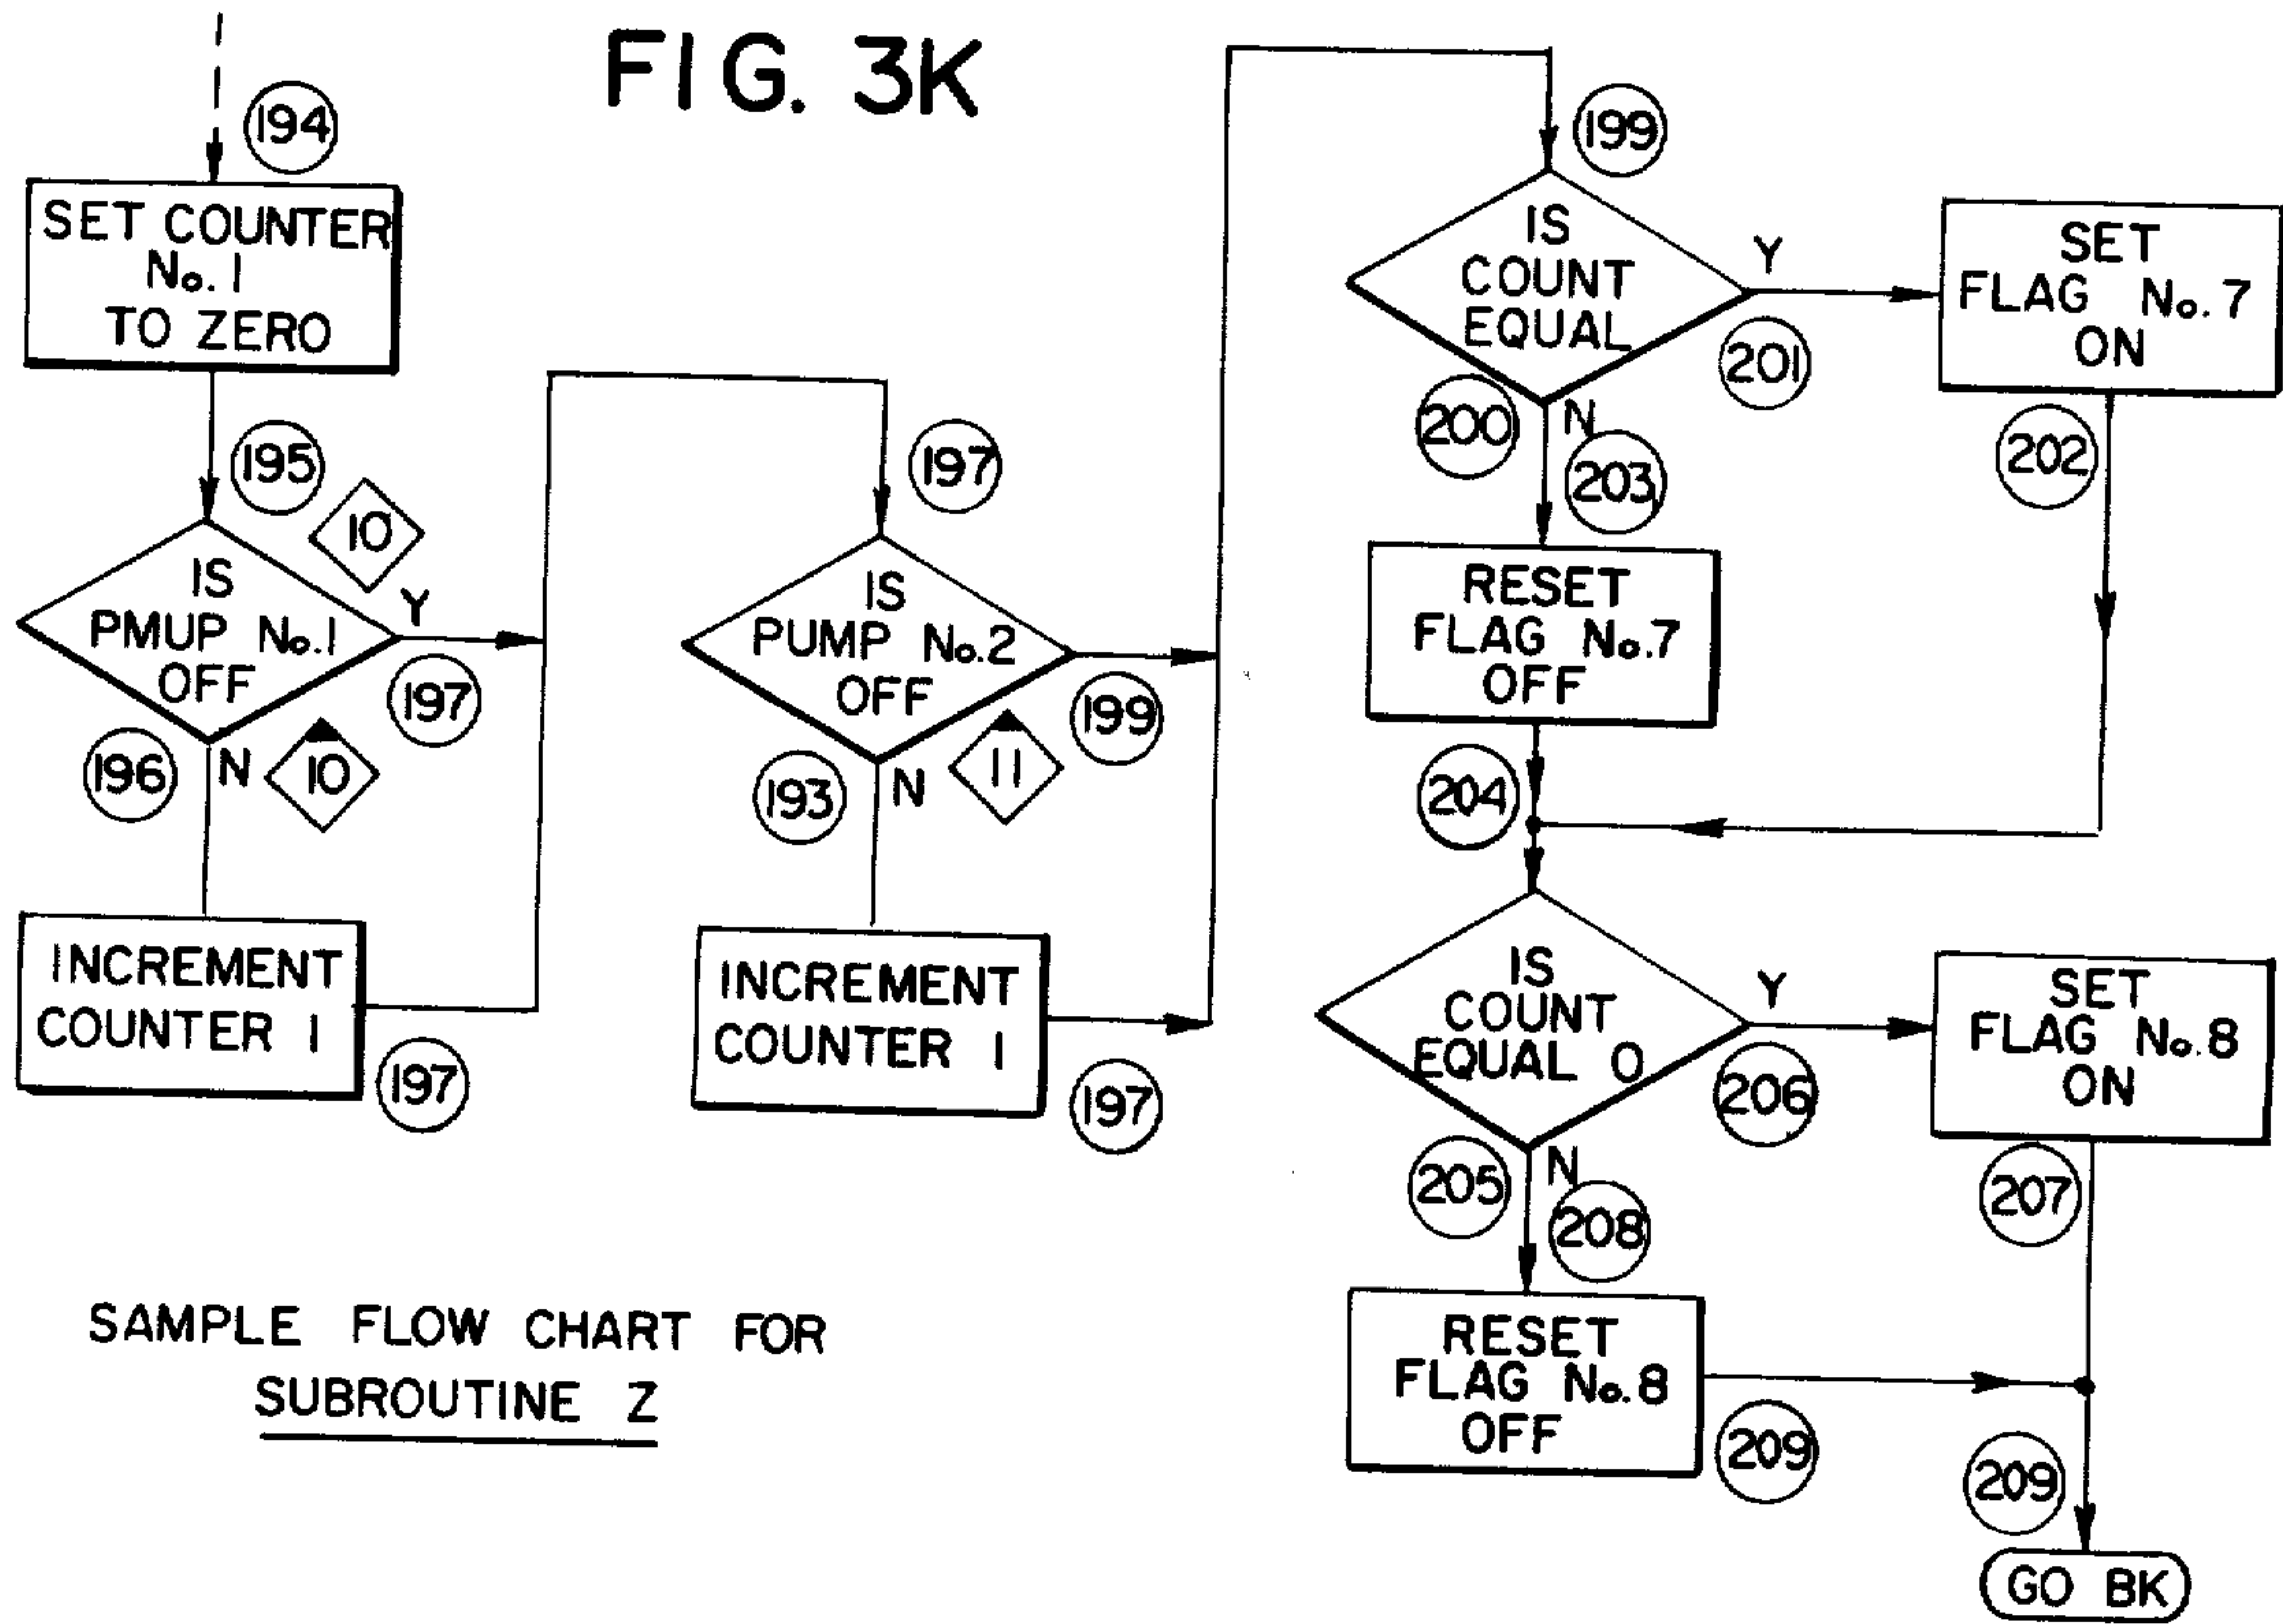 FIG. 3K
194
SET COUNTER
No. 1
TO ZERO
195
10
IS
PMUP No. 1
OFF
Y
197
196
N
10
INCREMENT
COUNTER 1
197
197
IS
PUMP No. 2
OFF
199
193
N
11
INCREMENT
COUNTER 1
197
199
IS
COUNT
EQUAL
Y
201
200
N
203
SET
FLAG No. 7
ON
202
RESET
FLAG No. 7
OFF
204
IS
COUNT
EQUAL 0
Y
206
205
N
208
SET
FLAG No. 8
ON
207
RESET
FLAG No. 8
OFF
209
209
GO BK
SAMPLE FLOW CHART FOR
SUBROUTINE Z